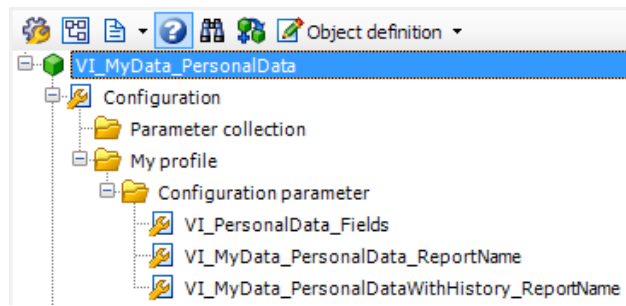 Object definition
VI_MyData_PersonalData
Configuration
Parameter collection
My profile
Configuration parameter
VI_PersonalData_Fields
VI_MyData_PersonalData_ReportName
VI_MyData_PersonalDataWithHistory_ReportName